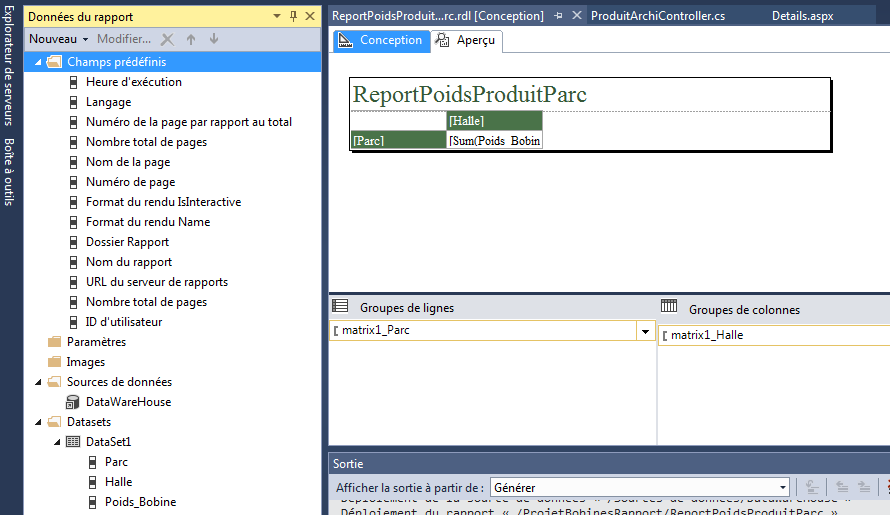 Explorateur de serveurs
Boîte à outils
Données du rapport
Nouveau
Modifier...
Champs prédéfinis
Heure d'exécution
Langage
Numéro de la page par rapport au total
Nombre total de pages
Nom de la page
Numéro de page
Format du rendu IsInteractive
Format du rendu Name
Dossier Rapport
Nom du rapport
URL du serveur de rapports
Nombre total de pages
ID d'utilisateur
Paramètres
Images
Sources de données
DataWareHouse
Datasets
DataSet1
Parc
Halle
Poids_Bobine
ReportPoidsProduit...rc.rdl [Conception]
ProduitArchiController.cs
Details.aspx
Conception
Aperçu
ReportPoidsProduitParc
[Halle]
[Parc]
[Sum(Poids_Bobin
Groupes de lignes
Groupes de colonnes
[ matrix1_Parc
[ matrix1_Halle
Sortie
Afficher la sortie à partir de :
Générer
Déploiement de la source de données « /Sources de données/DataWareHouse »
Déploiement du rapport « /ProjetBobinesRapport/ReportPoidsProduitParc »